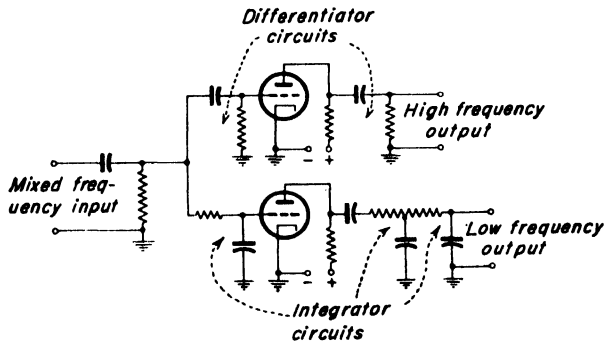 Differentiator
circuits
High frequency
output
- +
Mixed freq-
uency input
Low frequency
output
- +
Integrator
circuits